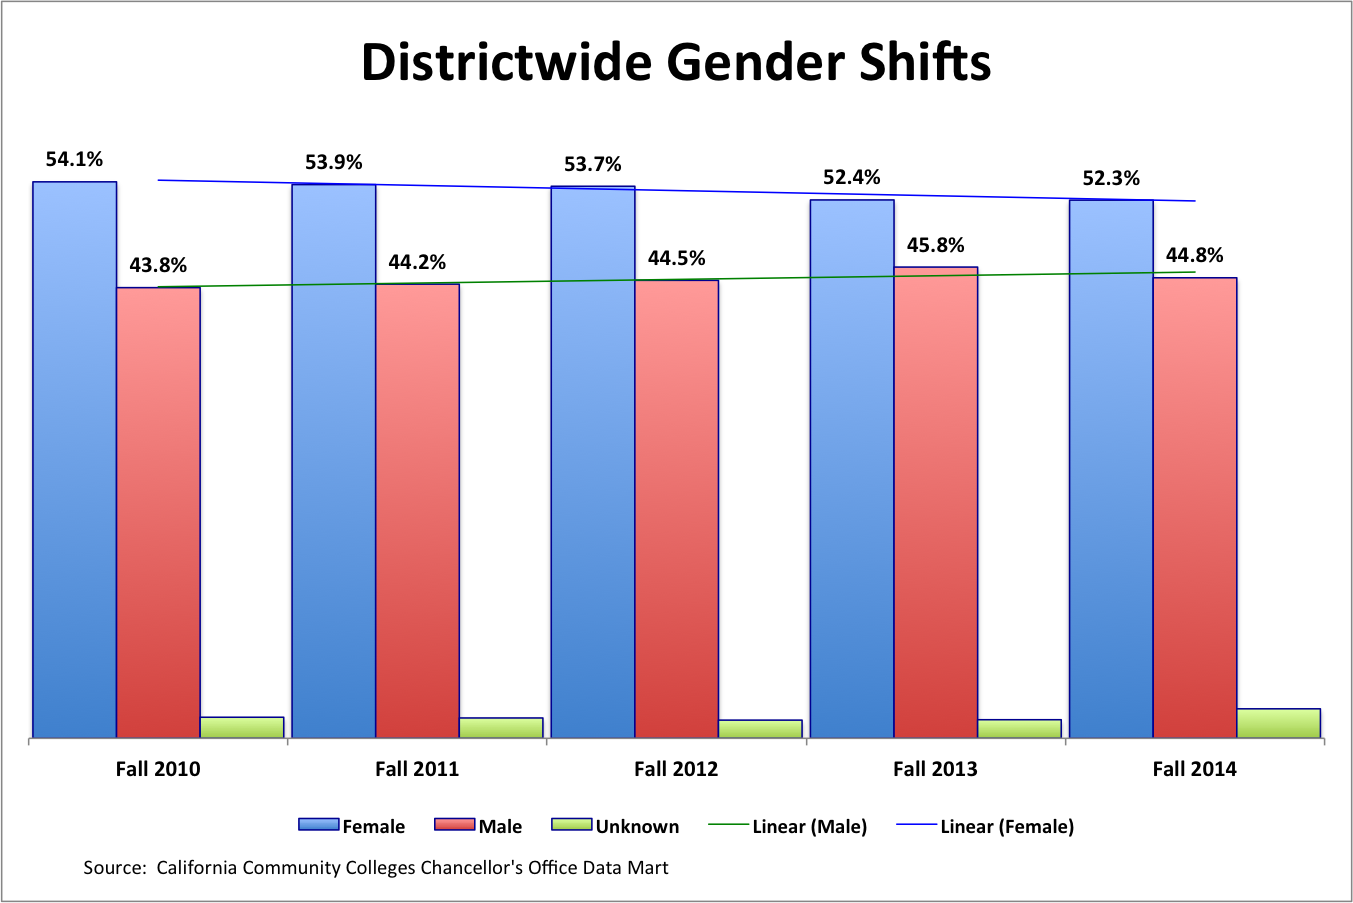 Districtwide Gender Shifts
54.1%
43.8%
53.9%
44.2%
53.7%
44.5%
52.4%
45.8%
52.3%
44.8%
Fall 2010
Fall 2011
Fall 2012
Fall 2013
Fall 2014
Female
Male
Unknown
Linear (Male)
Linear (Female)
Source:  California Community Colleges Chancellor's Office Data Mart